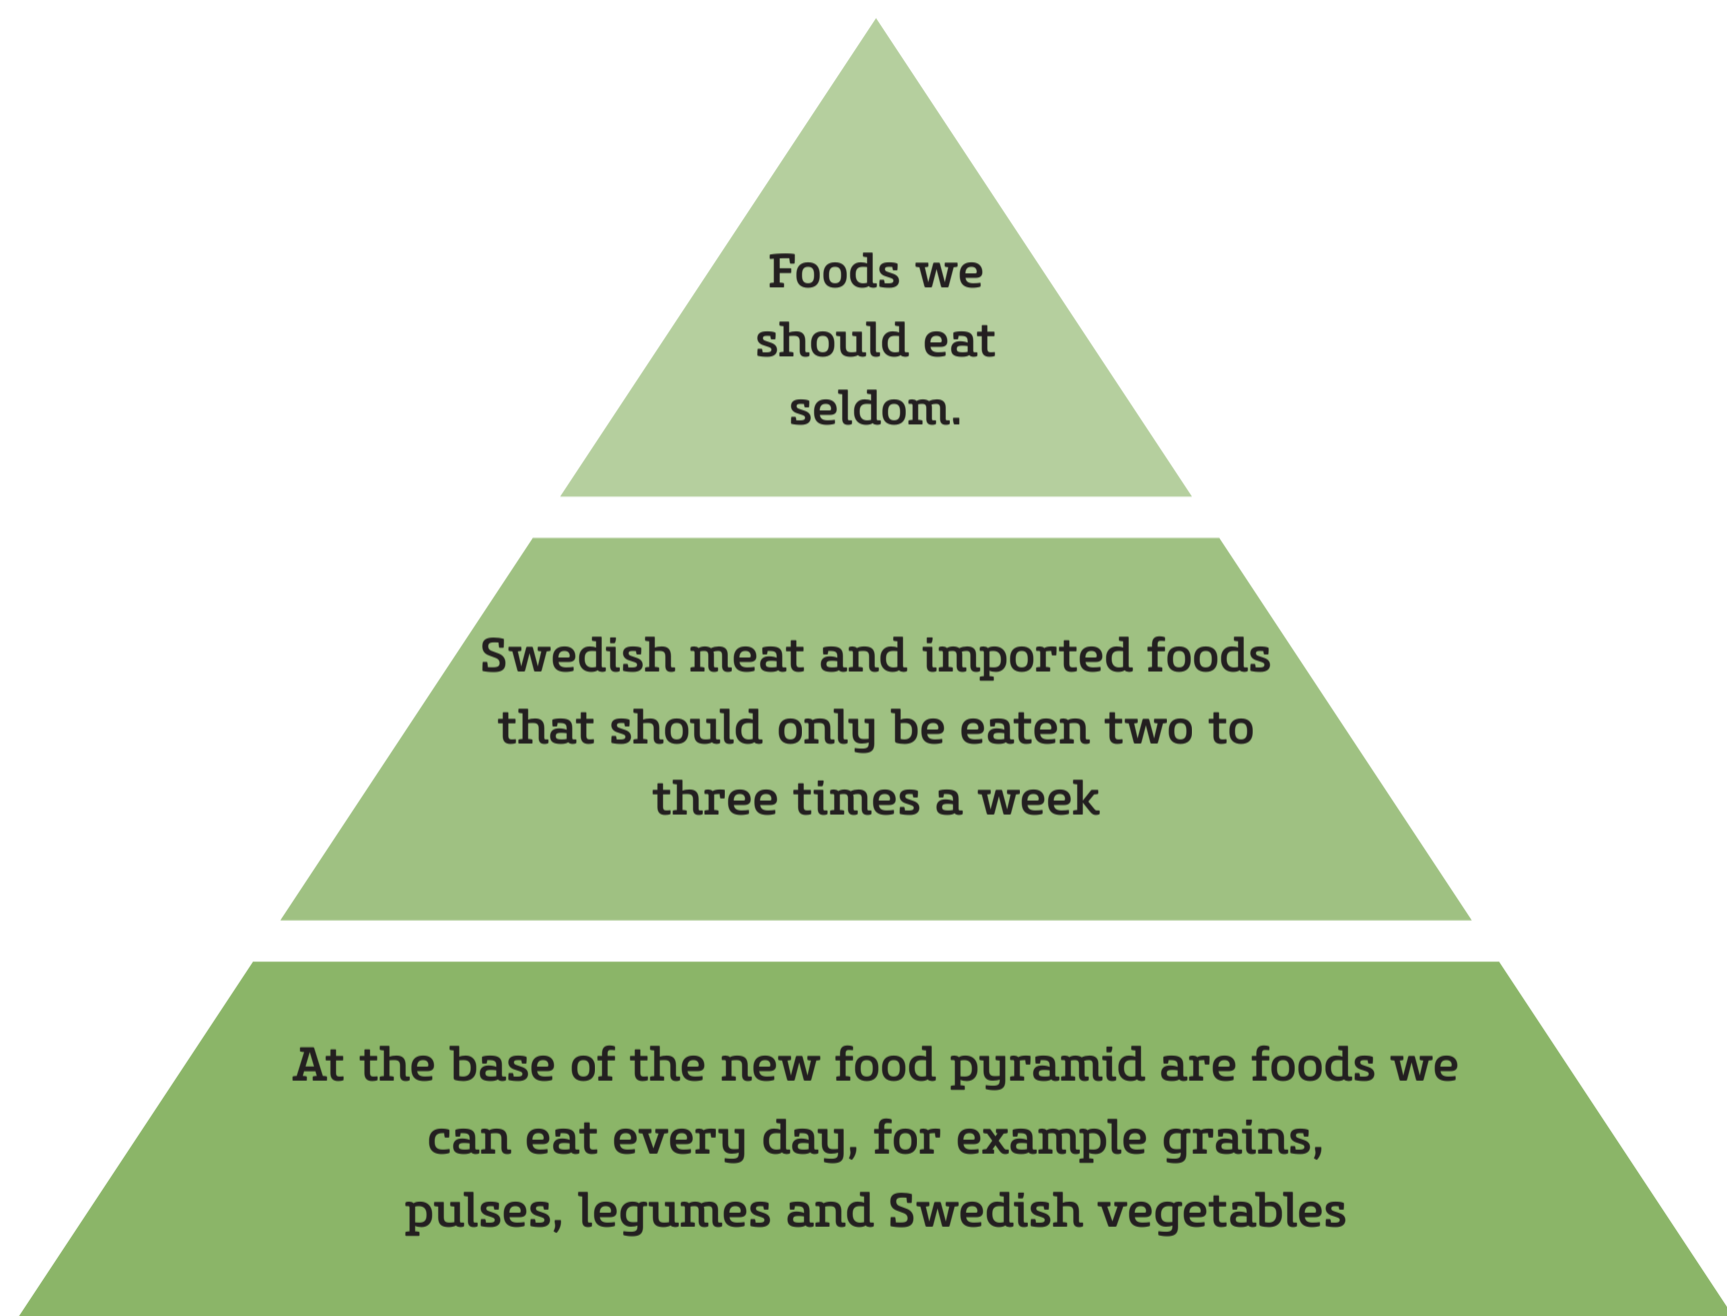 Foods we
should eat
seldom.
Swedish meat and imported foods
that should only be eaten two to
three times a week
At the base of the new food pyramid are foods we
can eat every day, for example grains,
pulses, legumes and Swedish vegetables